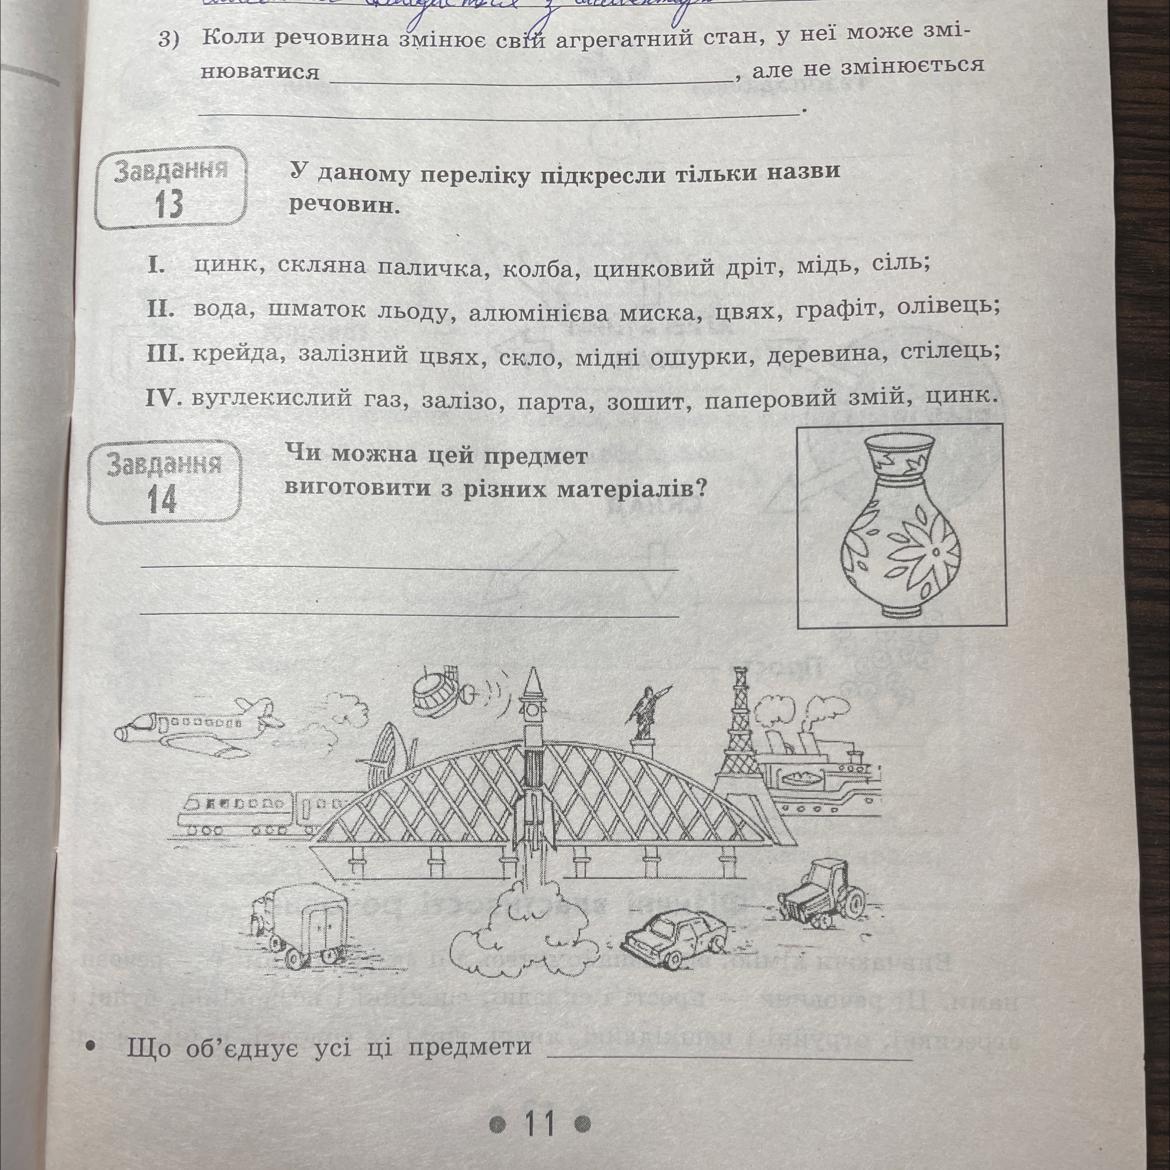 3) Коли речовина змінює свій агрегатний стан, у неї може змі-
нюватися ____________, але не змінюється
____________.
Завдання
13
У даному переліку підкресли тільки назви
речовин.
I. цинк, скляна паличка, колба, цинковий дріт, мідь, сіль;
II. вода, шматок льоду, алюмінієва миска, цвях, графіт, олівець;
III. крейда, залізний цвях, скло, мідні ошурки, деревина, стілець;
IV. вуглекислий газ, залізо, парта, зошит, паперовий змій, цинк.
Завдання
14
Чи можна цей предмет
виготовити з різних матеріалів?
• Що об’єднує усі ці предмети ____________
• 11 •